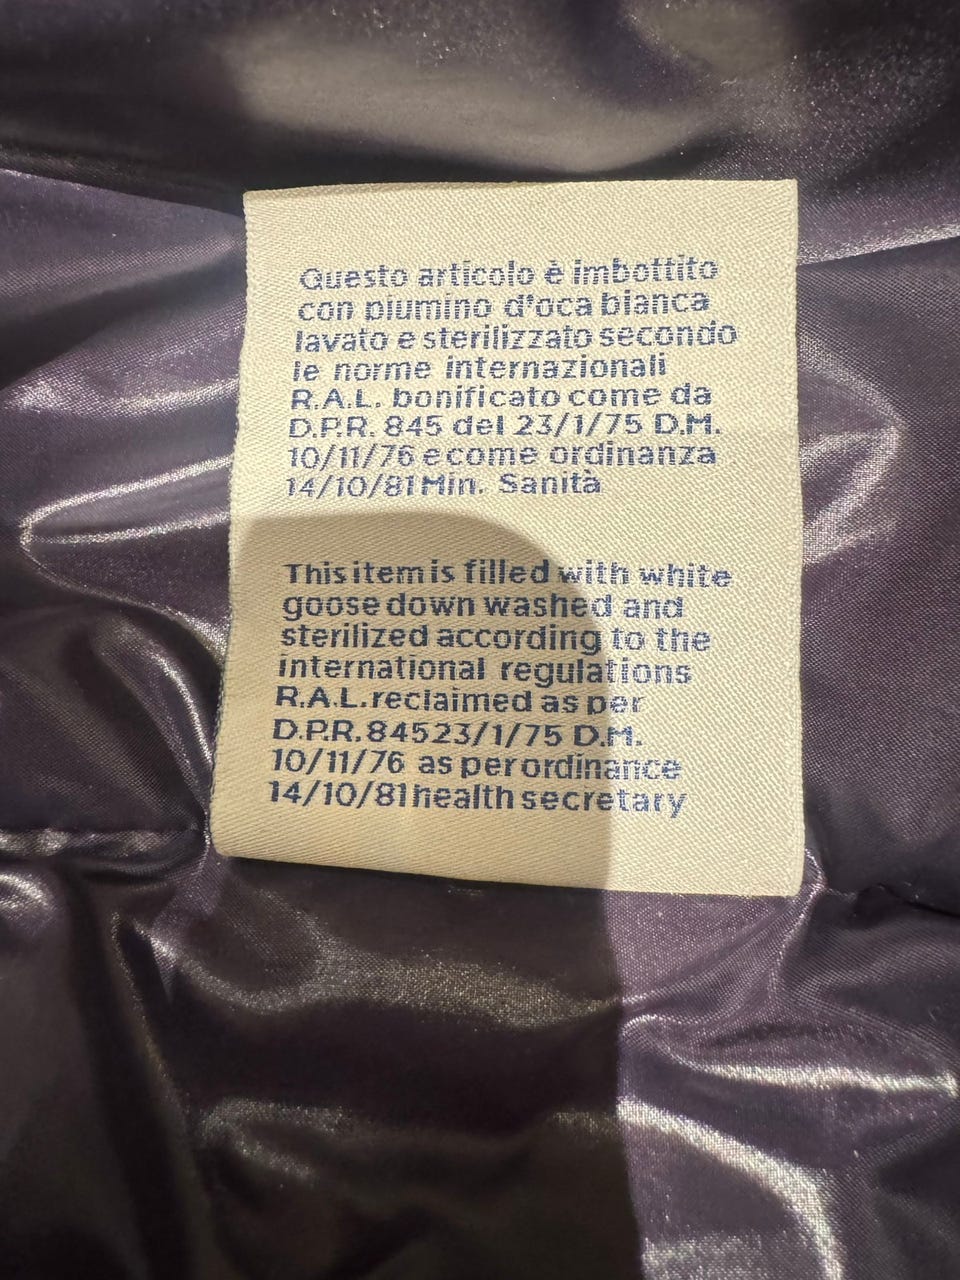 Questo articolo è imbottito
con piumino d'oca bianca
lavato e sterilizzato secondo
le norme internazionali
R.A.L. bonificato come da
D.P.R. 845 del 23/1/75 D.M.
10/11/76 e come ordinanza
14/10/81 Min. Sanità
This item is filled with white
goose down washed and
sterilized according to the
international regulations
R.A.L. reclaimed as per
D.P.R. 845 23/1/75 D.M.
10/11/76 as per ordinance
14/10/81 health secretary